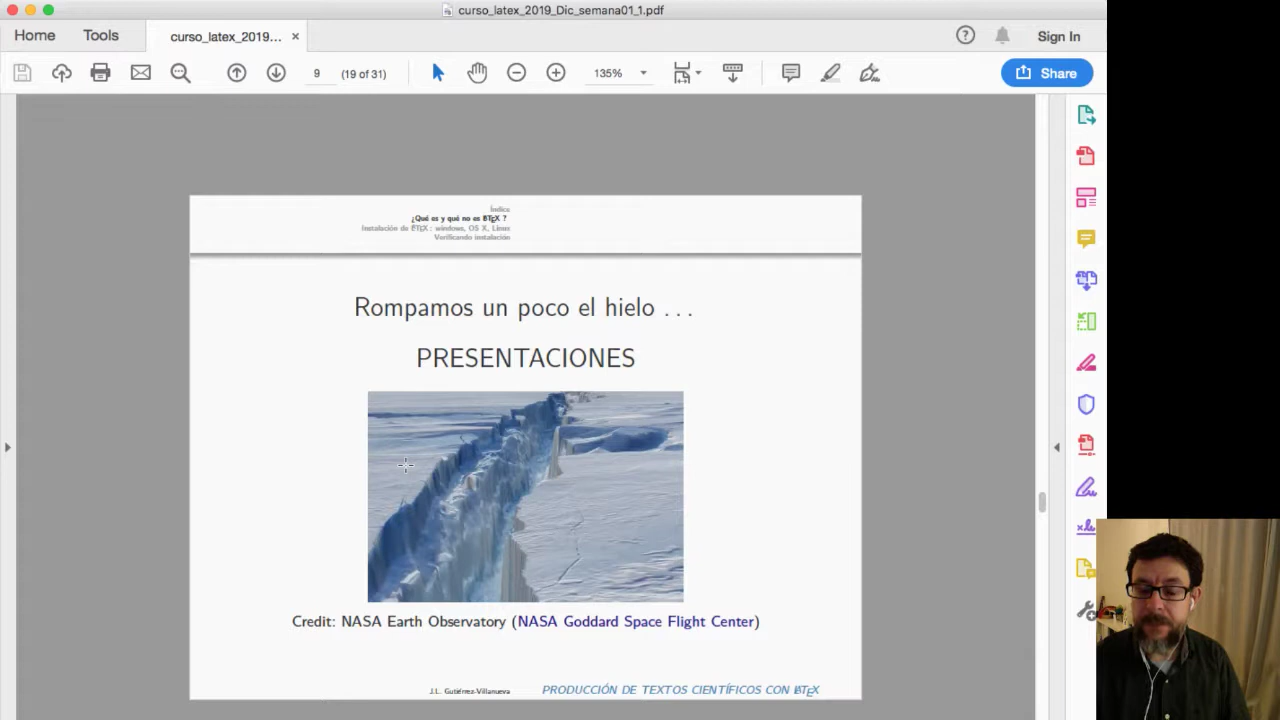 curso_latex_2019_Dic_semana01_1.pdf
Home
Tools
curso_latex_2019... ×
Sign In
9 (19 of 31)
135%
Share
Índice
¿Qué es y qué no es LATEX ?
Instalación de LATEX : windows, OS X, Linus
Verificando instalación
Rompamos un poco el hielo . . .
PRESENTACIONES
Credit: NASA Earth Observatory (NASA Goddard Space Flight Center)
J.L. Gutiérrez-Villanueva
PRODUCCIÓN DE TEXTOS CIENTÍFICOS CON LATEX